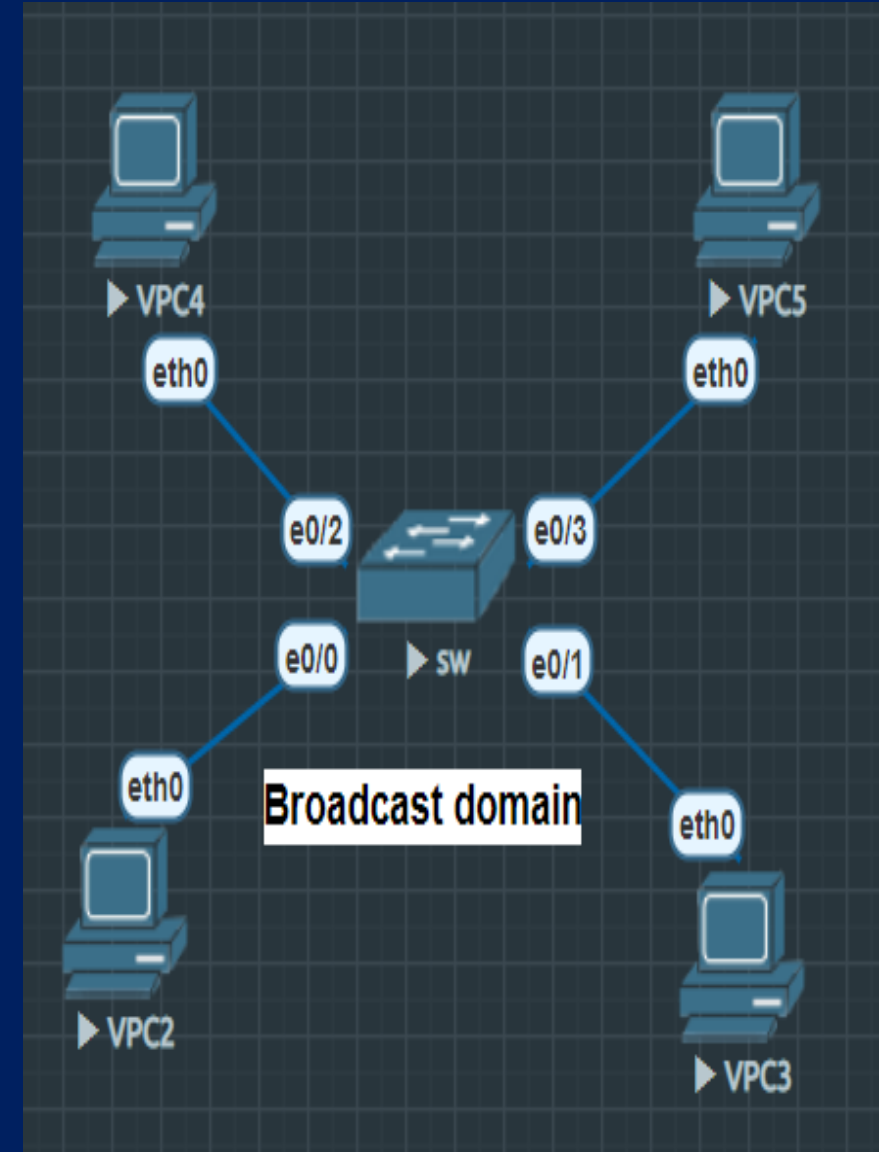 VPC4
VPC5
eth0
eth0
e0/2
e0/3
e0/0
sw
e0/1
eth0
Broadcast domain
eth0
VPC2
VPC3